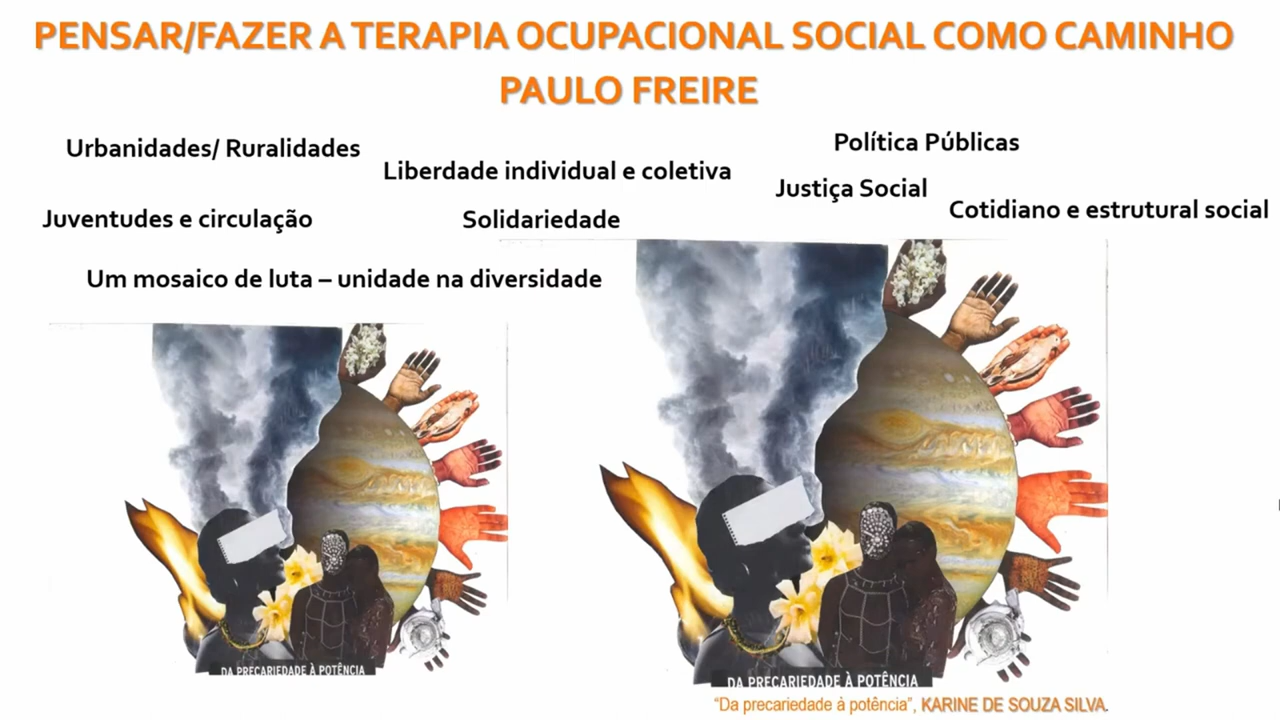 PENSAR/FAZER A TERAPIA OCUPACIONAL SOCIAL COMO CAMINHO
PAULO FREIRE
Urbanidades/ Ruralidades
Liberdade individual e coletiva
Política Públicas
Justiça Social
Cotidiano e estrutural social
Juventudes e circulação
Solidariedade
Um mosaico de luta – unidade na diversidade
DA PRECARIEDADE À POTÊNCIA
DA PRECARIEDADE À POTÊNCIA
“Da precariedade à potência”, KARINE DE SOUZA SILVA.